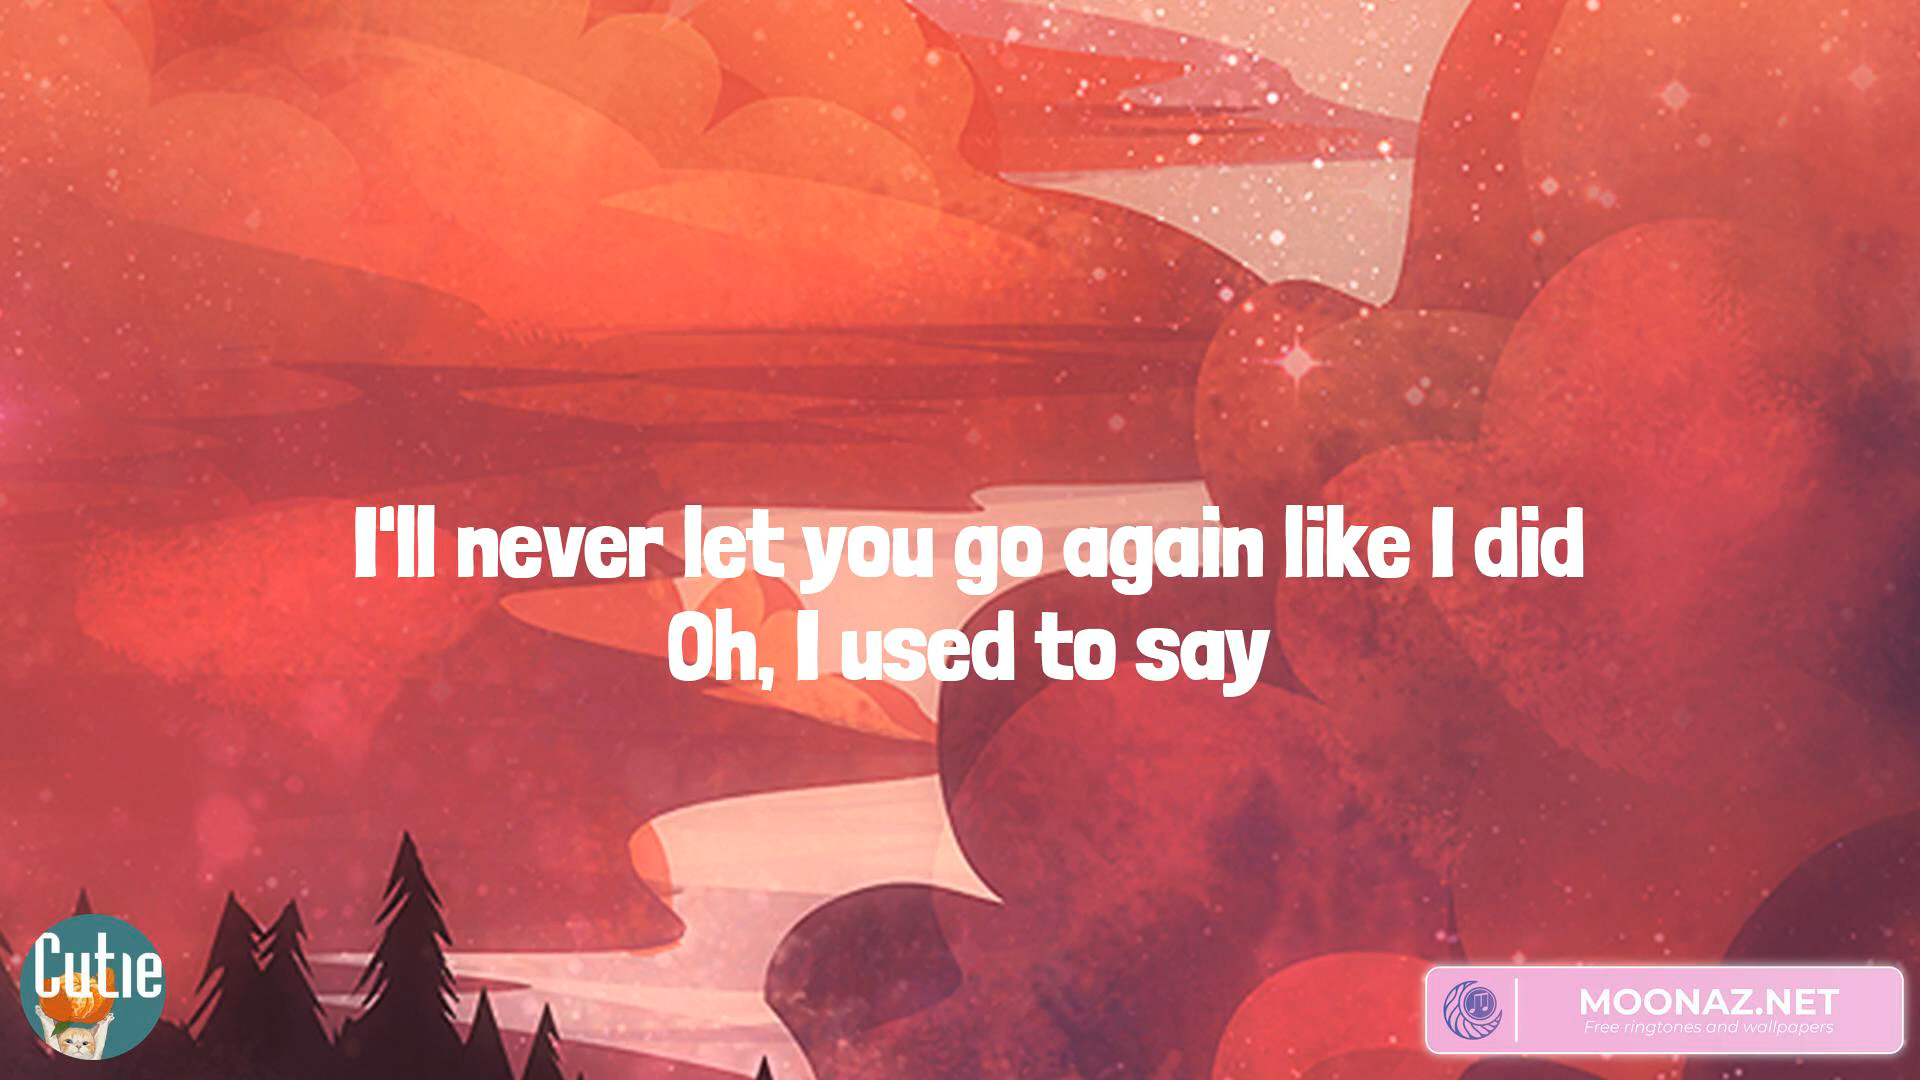 I'll never let you go again like I did
Oh, I used to say
Cutie
MOONAZ.NET
Free ringtones and wallpapers